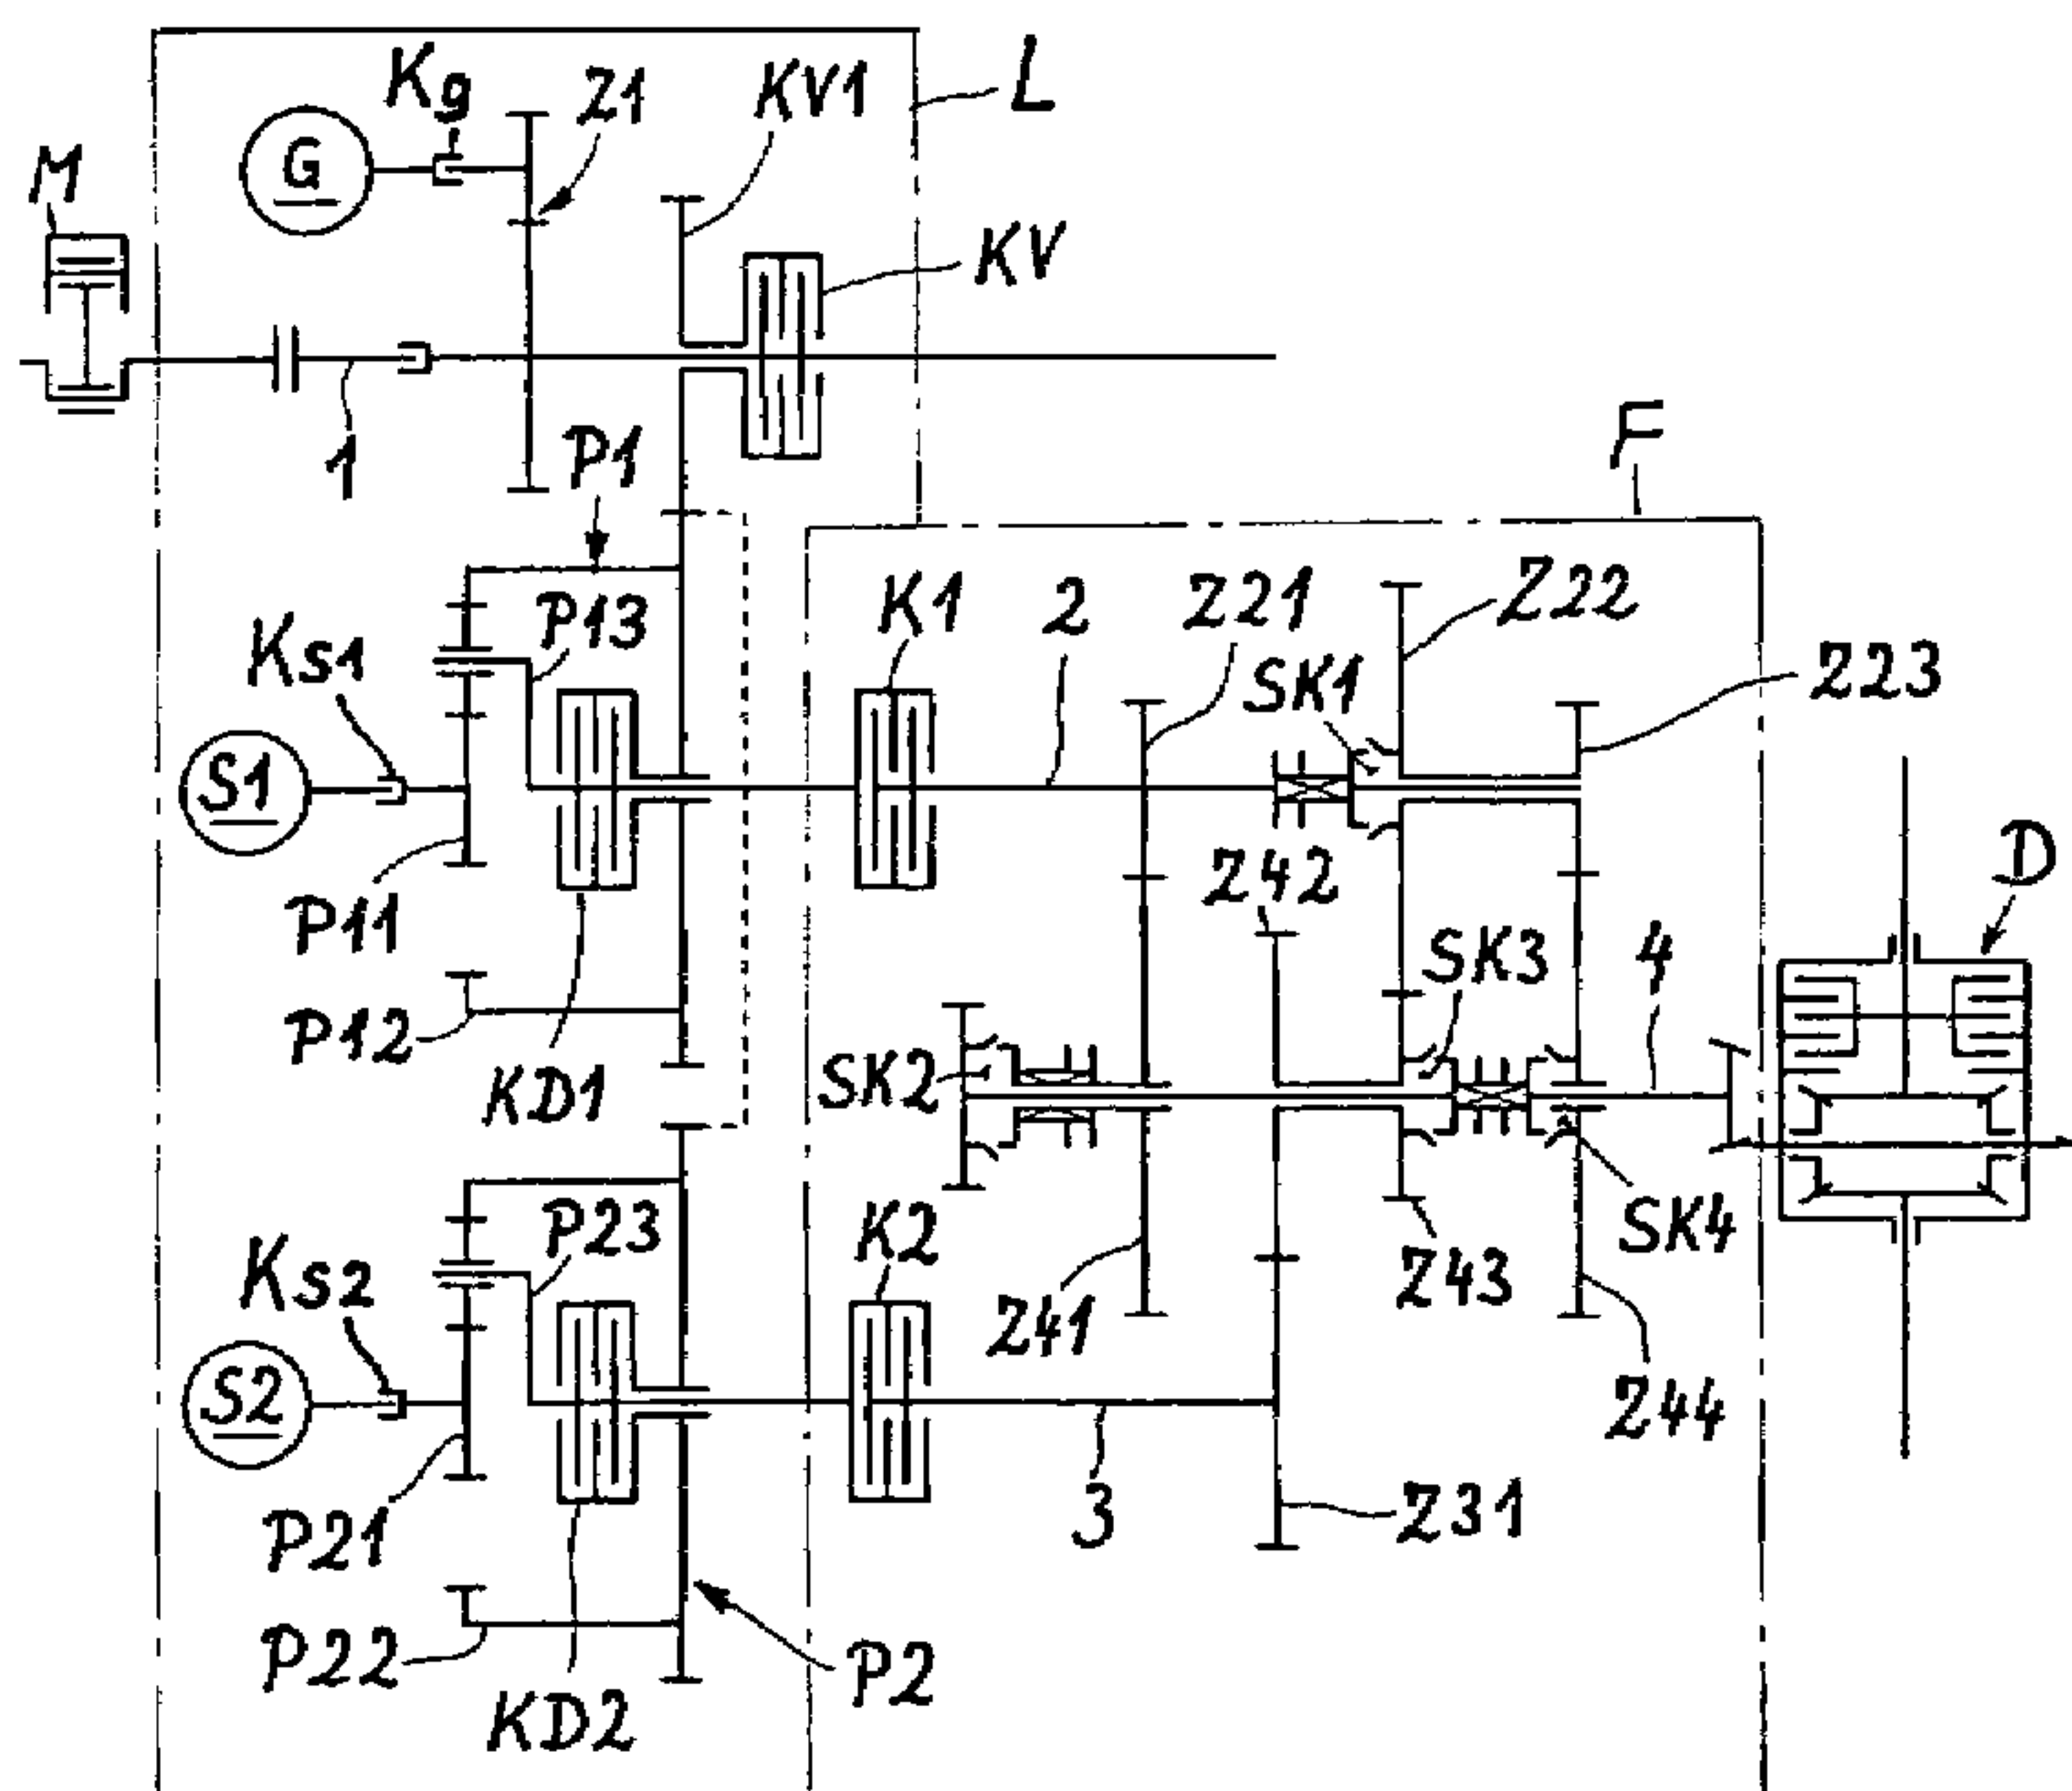 Kg Z1 KV1 L
M G
KV
1 P1 F
P13 K1 2 Z21 Z22
Ks1 SK1 223
S1
P11 Z42 D
SK3 4
P12 SK2
KD1
P23 K2 SK4
Ks2 Z41 Z43
S2 Z44
P21 3 Z31
P22 P2
KD2